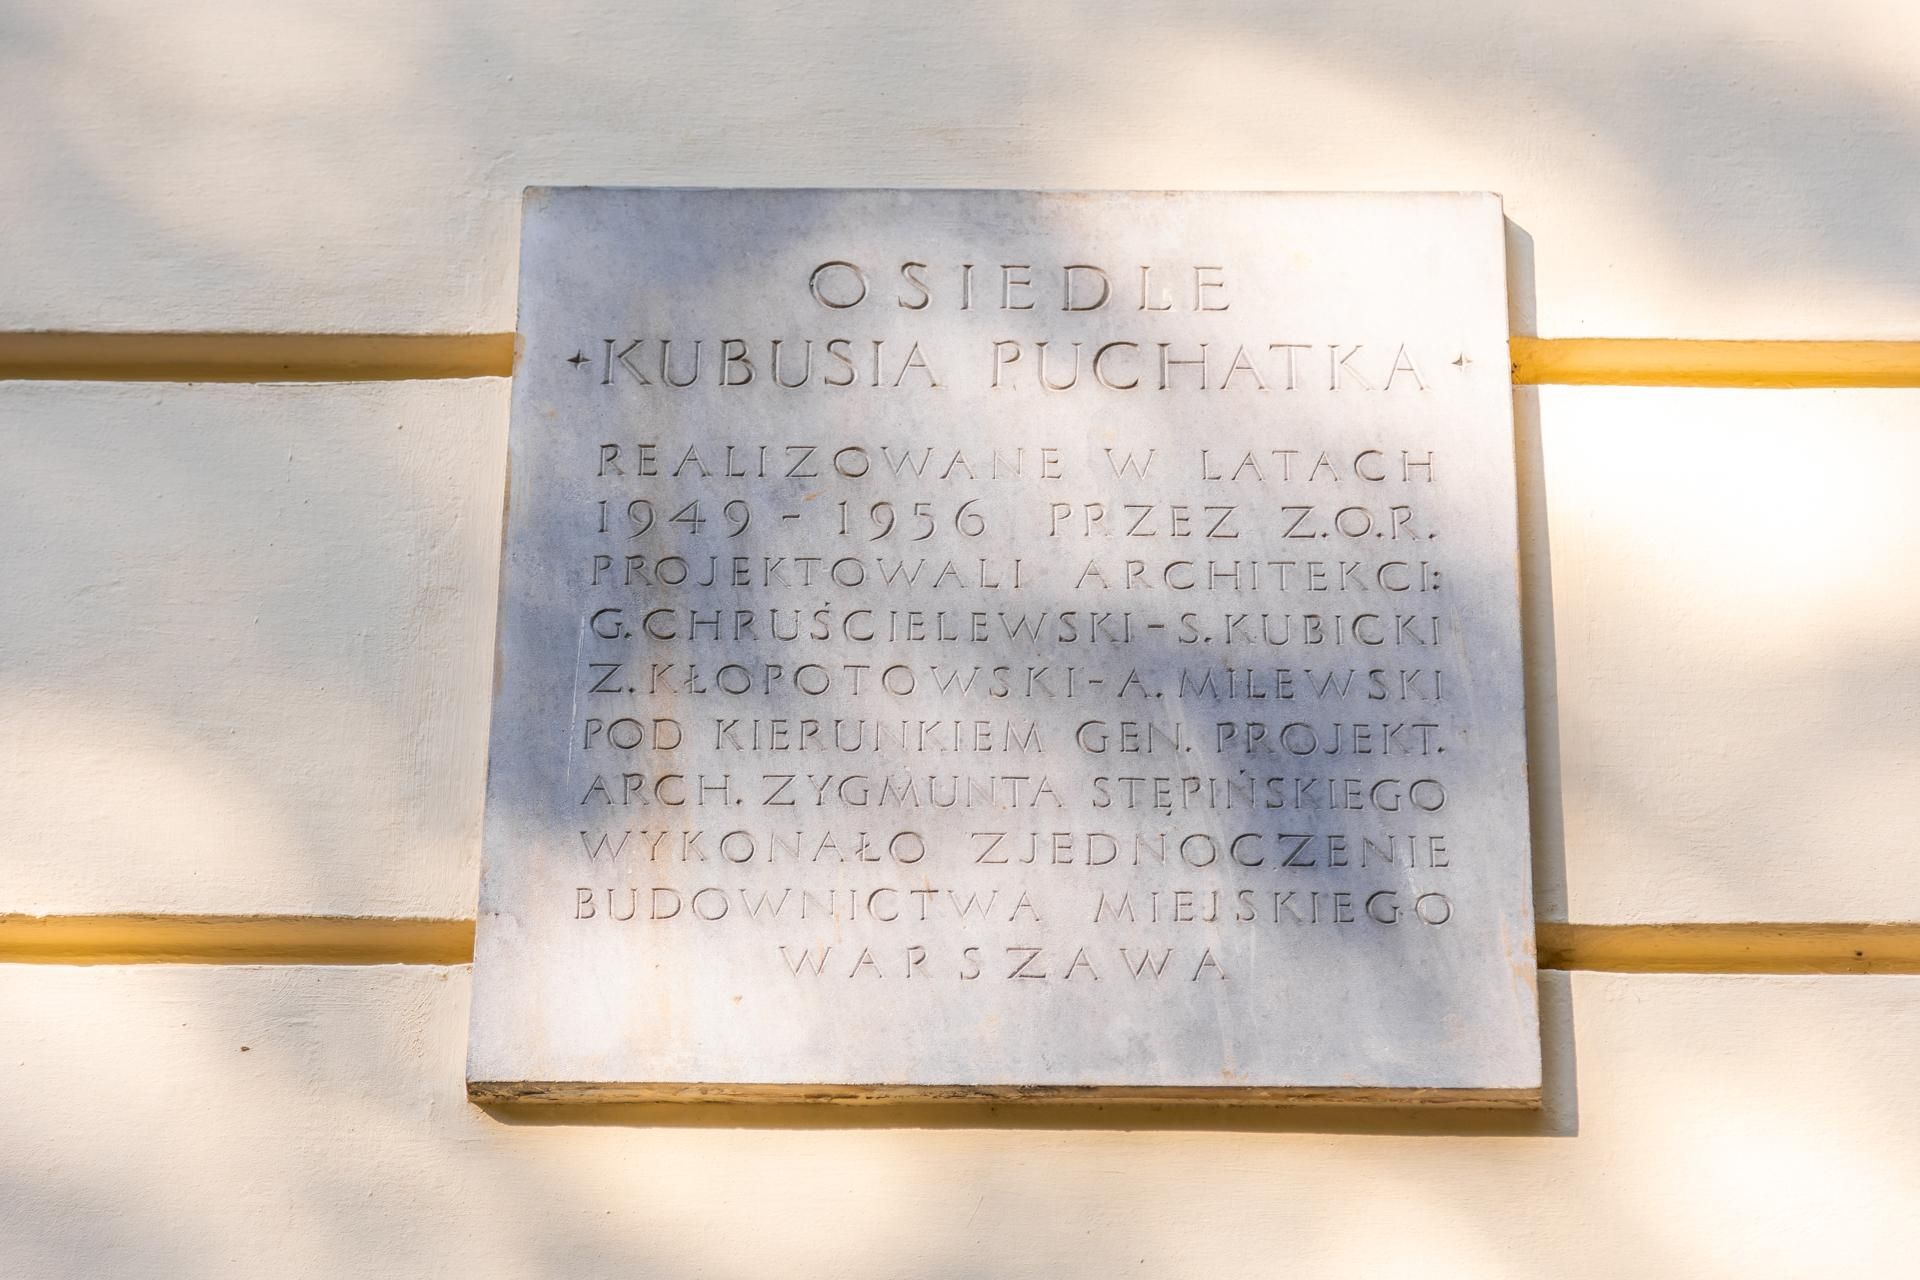 OSIEDLE
✦KUBUSIA PUCHATKA✦
REALIZOWANE W LATACH
1949 - 1956 PRZEZ Z.O.R.
PROJEKTOWALI ARCHITEKCI:
G. CHRUŚCIELEWSKI - S. KUBICKI
Z. KŁOPOTOWSKI - A. MILEWSKI
POD KIERUNKIEM GEN. PROJEKT.
ARCH. ZYGMUNTA STĘPIŃSKIEGO
WYKONAŁO ZJEDNOCZENIE
BUDOWNICTWA MIEJSKIEGO
WARSZAWA